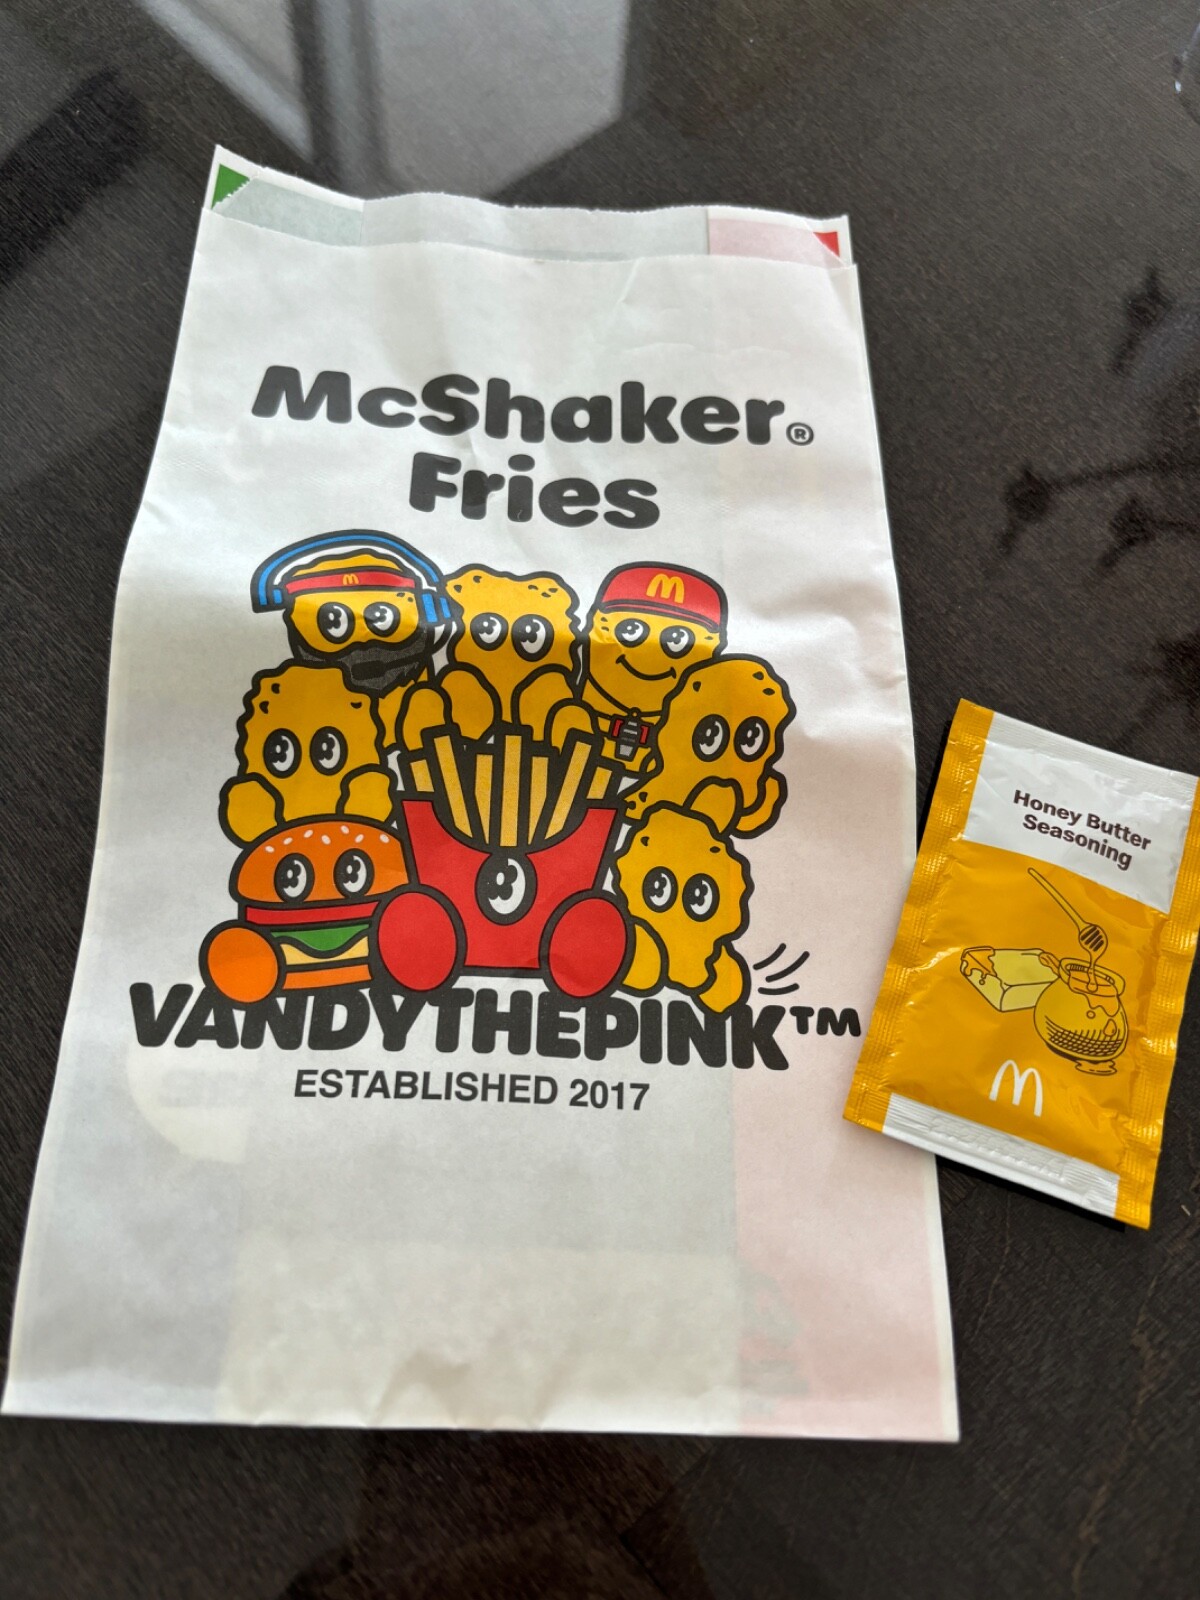 McShaker®
Fries
VANDYTHEPINK™
ESTABLISHED 2017
Honey Butter
Seasoning